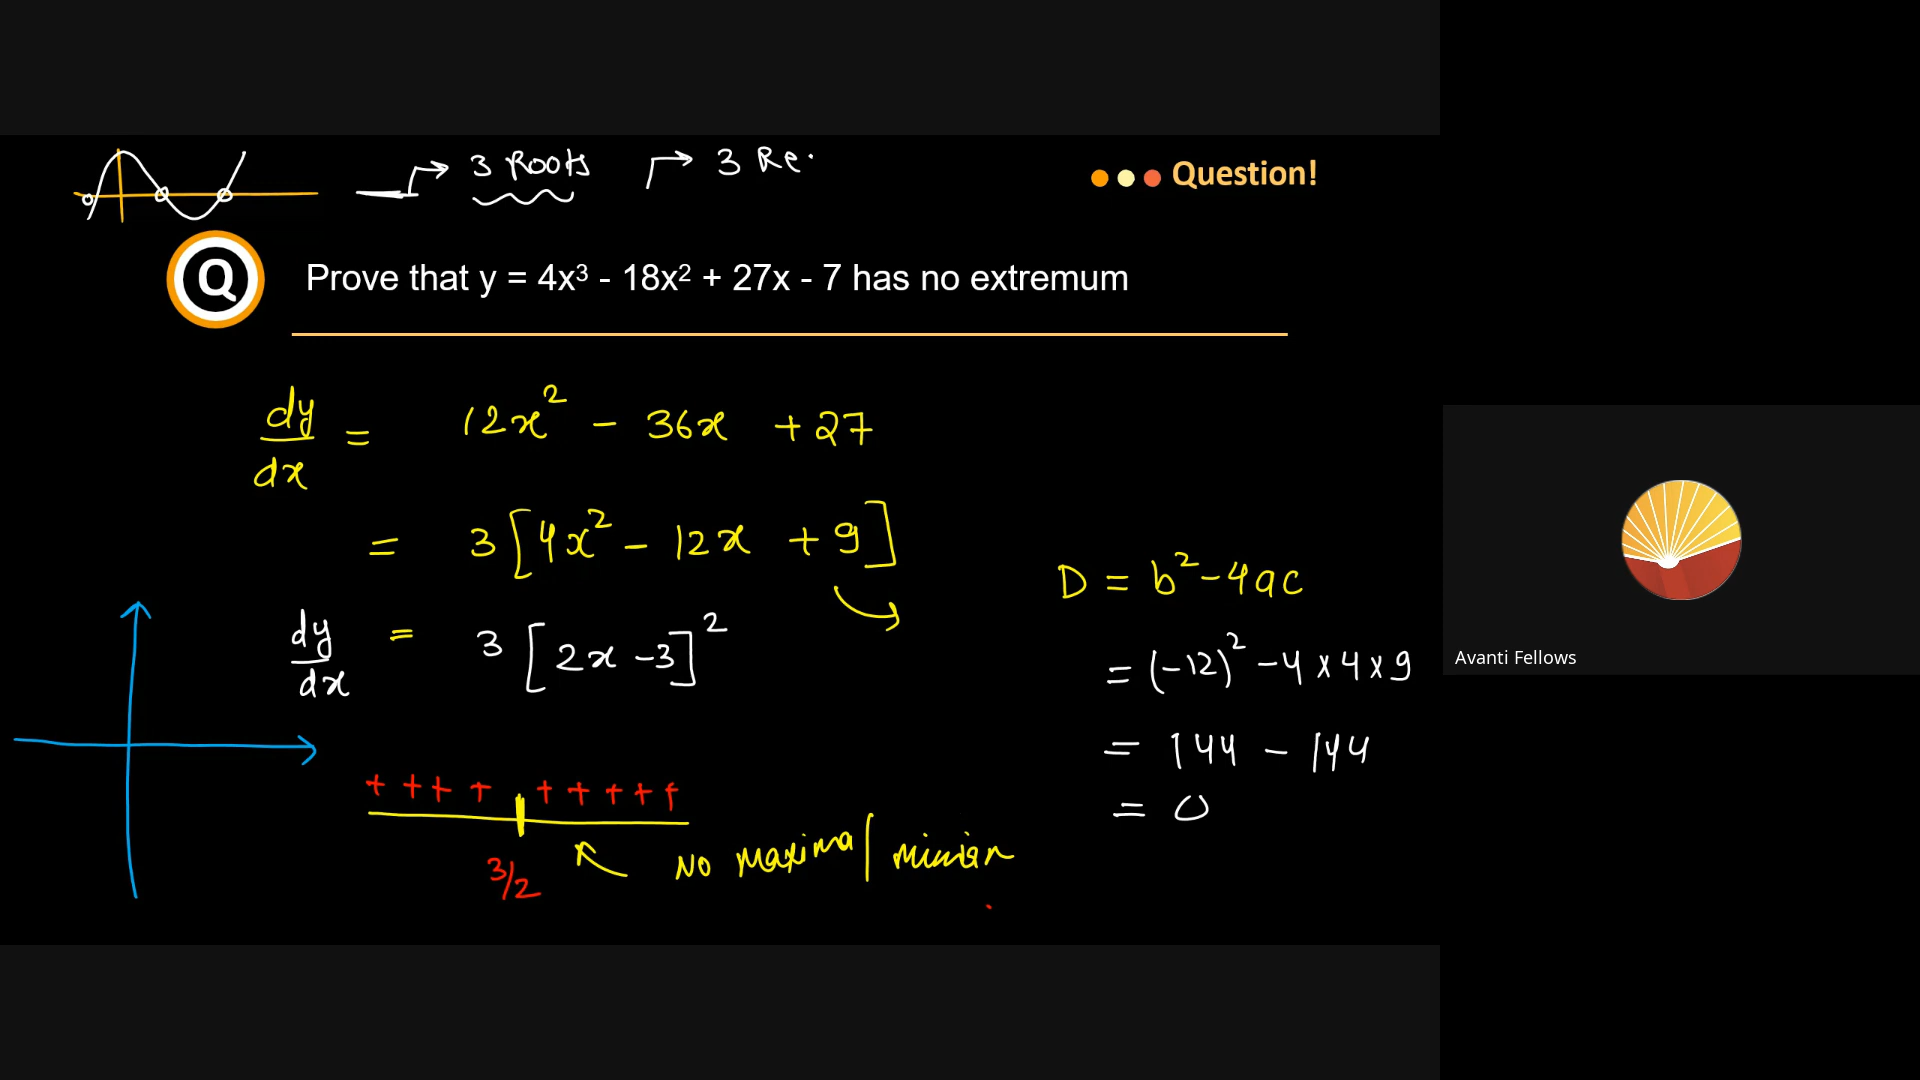 3 Roots 3 Re.
Question!
Q
Prove that y = 4x³ - 18x² + 27x - 7 has no extremum
dy/dx = 12x² - 36x + 27
= 3[4x² - 12x + 9]
D = b² - 4ac
dy/dx = 3[2x - 3]²
= (-12)² - 4 x 4 x 9
Avanti Fellows
= 144 - 144
+ + + + + + + + +
= 0
3/2
No maxima/